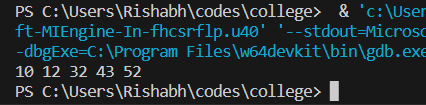 PS C:\Users\Rishabh\codes\college>  & 'c:\User
ft-MIEngine-In-fhcsrflp.u40' '--stdout=Microso
-dbgExe=C:\Program Files\w64devkit\bin\gdb.exe
10 12 32 43 52
PS C:\Users\Rishabh\codes\college>